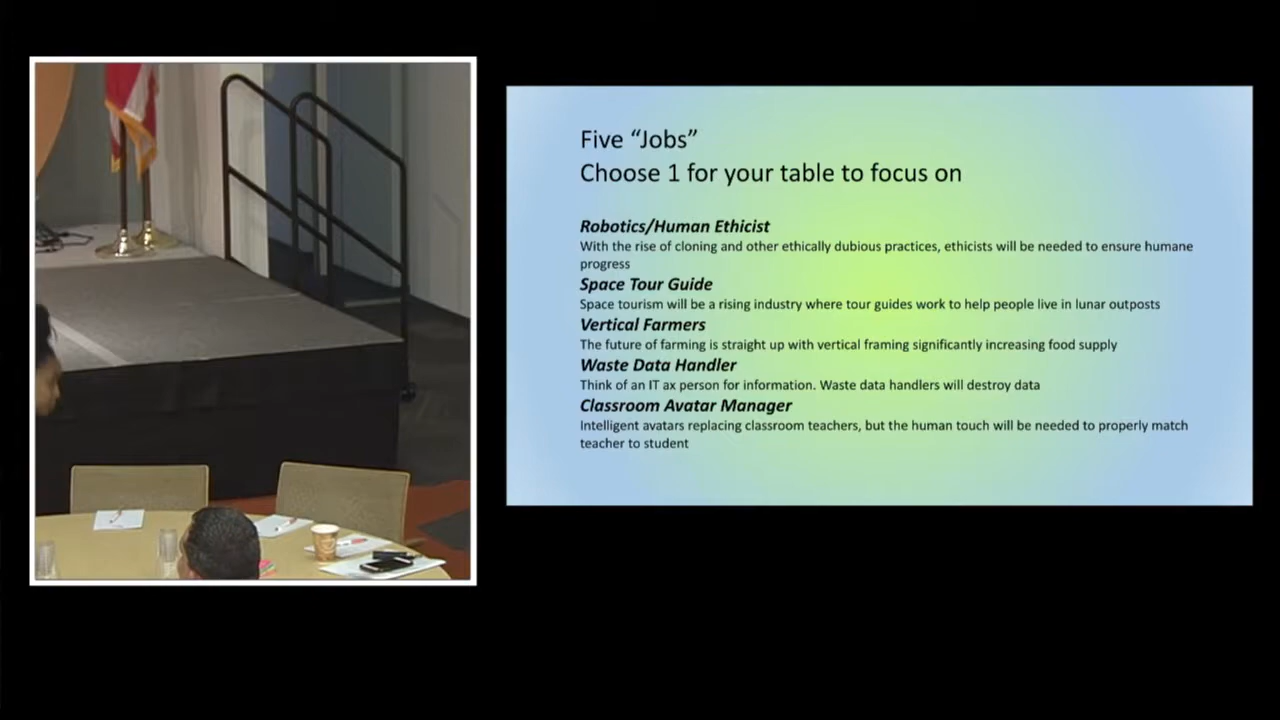 Five “Jobs”
Choose 1 for your table to focus on
Robotics/Human Ethicist
With the rise of cloning and other ethically dubious practices, ethicists will be needed to ensure humane
progress
Space Tour Guide
Space tourism will be a rising industry where tour guides work to help people live in lunar outposts
Vertical Farmers
The future of farming is straight up with vertical framing significantly increasing food supply
Waste Data Handler
Think of an IT ax person for information. Waste data handlers will destroy data
Classroom Avatar Manager
Intelligent avatars replacing classroom teachers, but the human touch will be needed to properly match
teacher to student